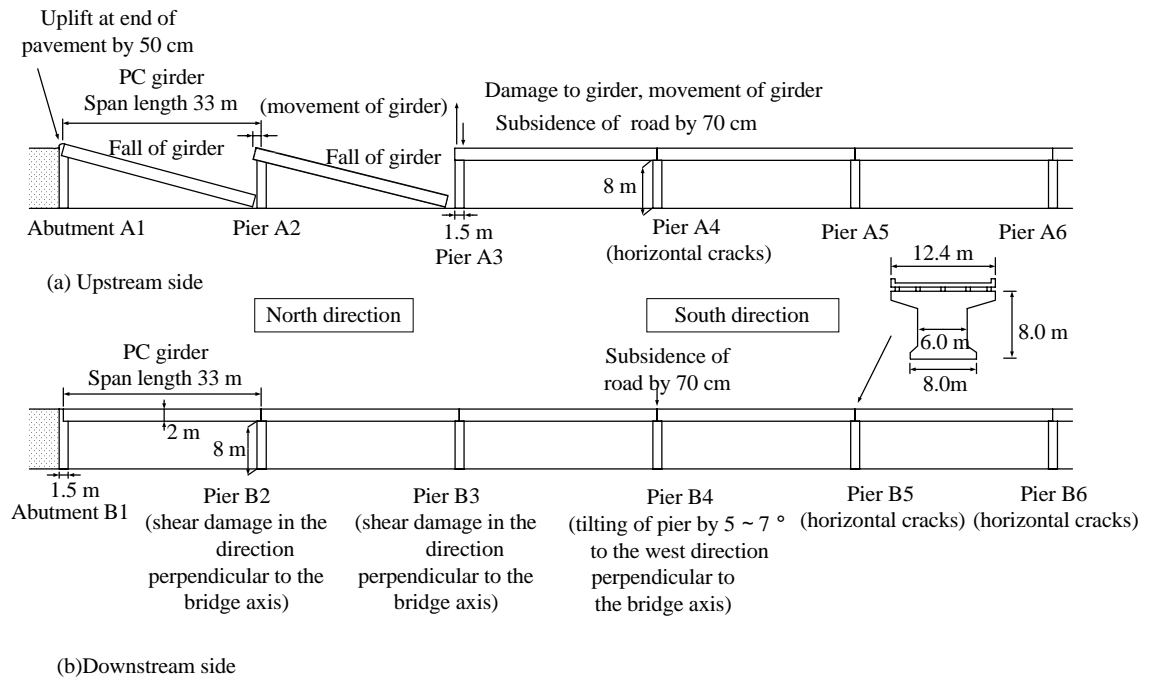 Uplift at end of
pavement by 50 cm
PC girder
Span length 33 m
(movement of girder)
Damage to girder, movement of girder
Subsidence of road by 70 cm
Fall of girder
Fall of girder
8 m
Abutment A1
Pier A2
1.5 m
Pier A3
Pier A4
(horizontal cracks)
Pier A5
Pier A6
(a) Upstream side
12.4 m
8.0 m
6.0 m
8.0m
North direction
South direction
PC girder
Span length 33 m
Subsidence of
road by 70 cm
2 m
8 m
1.5 m
Abutment B1
Pier B2
(shear damage in the
direction
perpendicular to the
bridge axis)
Pier B3
(shear damage in the
direction
perpendicular to the
bridge axis)
Pier B4
(tilting of pier by 5 ~ 7 °
to the west direction
perpendicular to
the bridge axis)
Pier B5
(horizontal cracks)
Pier B6
(horizontal cracks)
(b)Downstream side